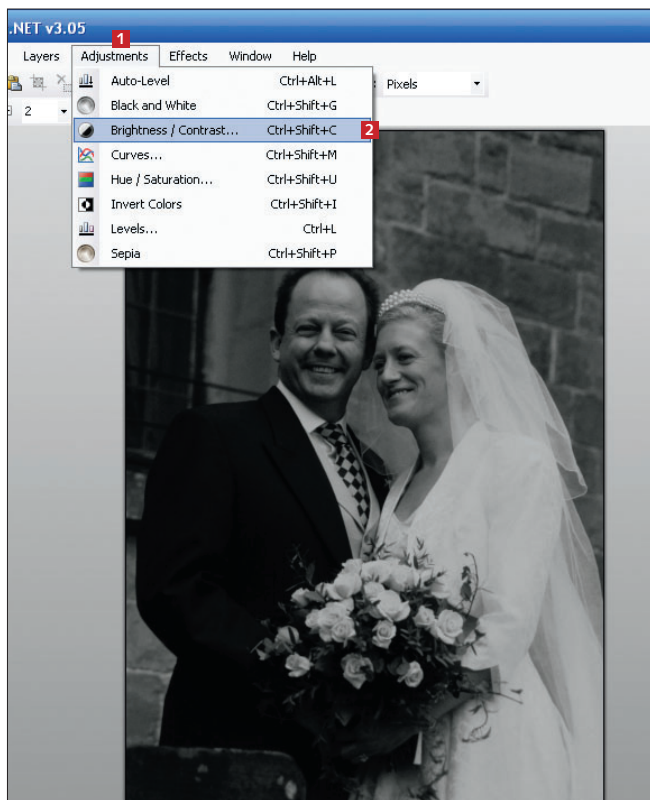 .NET v3.05
1
Layers Adjustments Effects Window Help
Auto-Level Ctrl+Alt+L
Pixels
2
Black and White Ctrl+Shift+G
Brightness / Contrast... Ctrl+Shift+C 2
Curves... Ctrl+Shift+M
Hue / Saturation... Ctrl+Shift+U
Invert Colors Ctrl+Shift+I
Levels... Ctrl+L
Sepia Ctrl+Shift+P